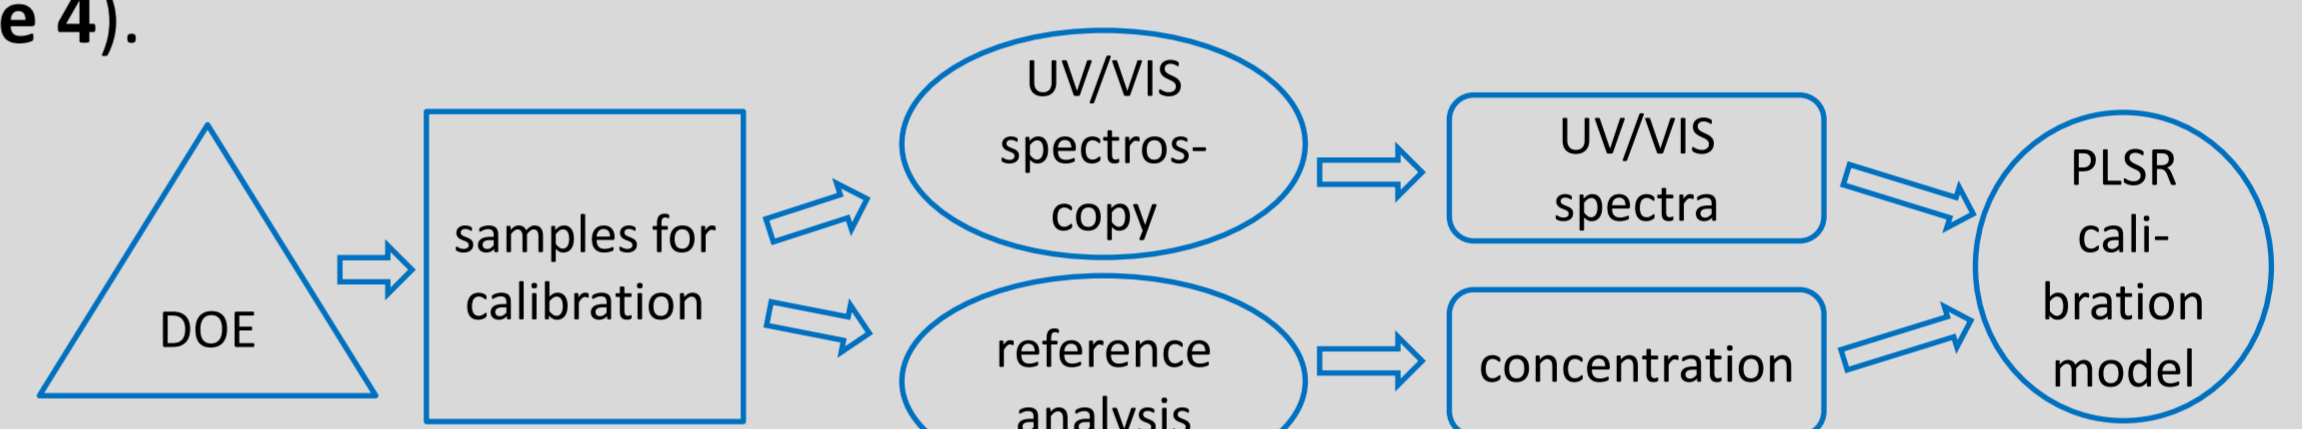 e 4).
DOE
samples for
calibration
UV/VIS
spectros-
copy
reference
analysis
UV/VIS
spectra
concentration
PLSR
cali-
bration
model